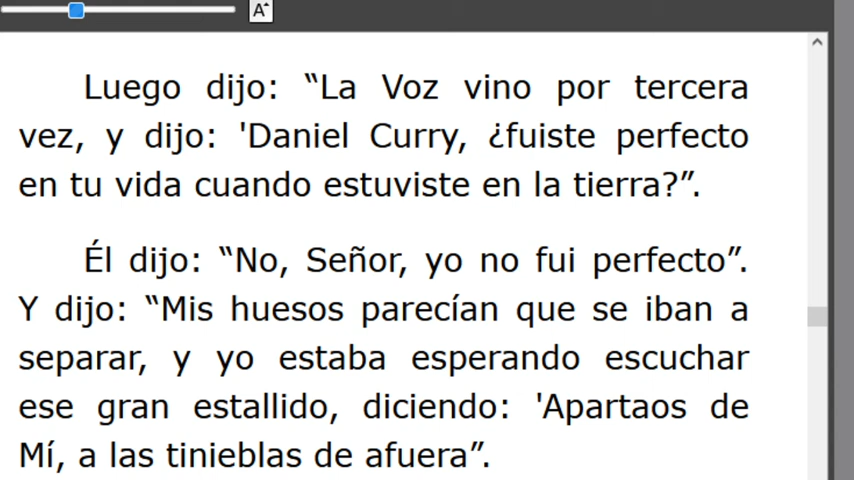 A
Luego dijo: “La Voz vino por tercera
vez, y dijo: 'Daniel Curry, ¿fuiste perfecto
en tu vida cuando estuviste en la tierra?”.
Él dijo: “No, Señor, yo no fui perfecto”.
Y dijo: “Mis huesos parecían que se iban a
separar, y yo estaba esperando escuchar
ese gran estallido, diciendo: 'Apartaos de
Mí, a las tinieblas de afuera”.